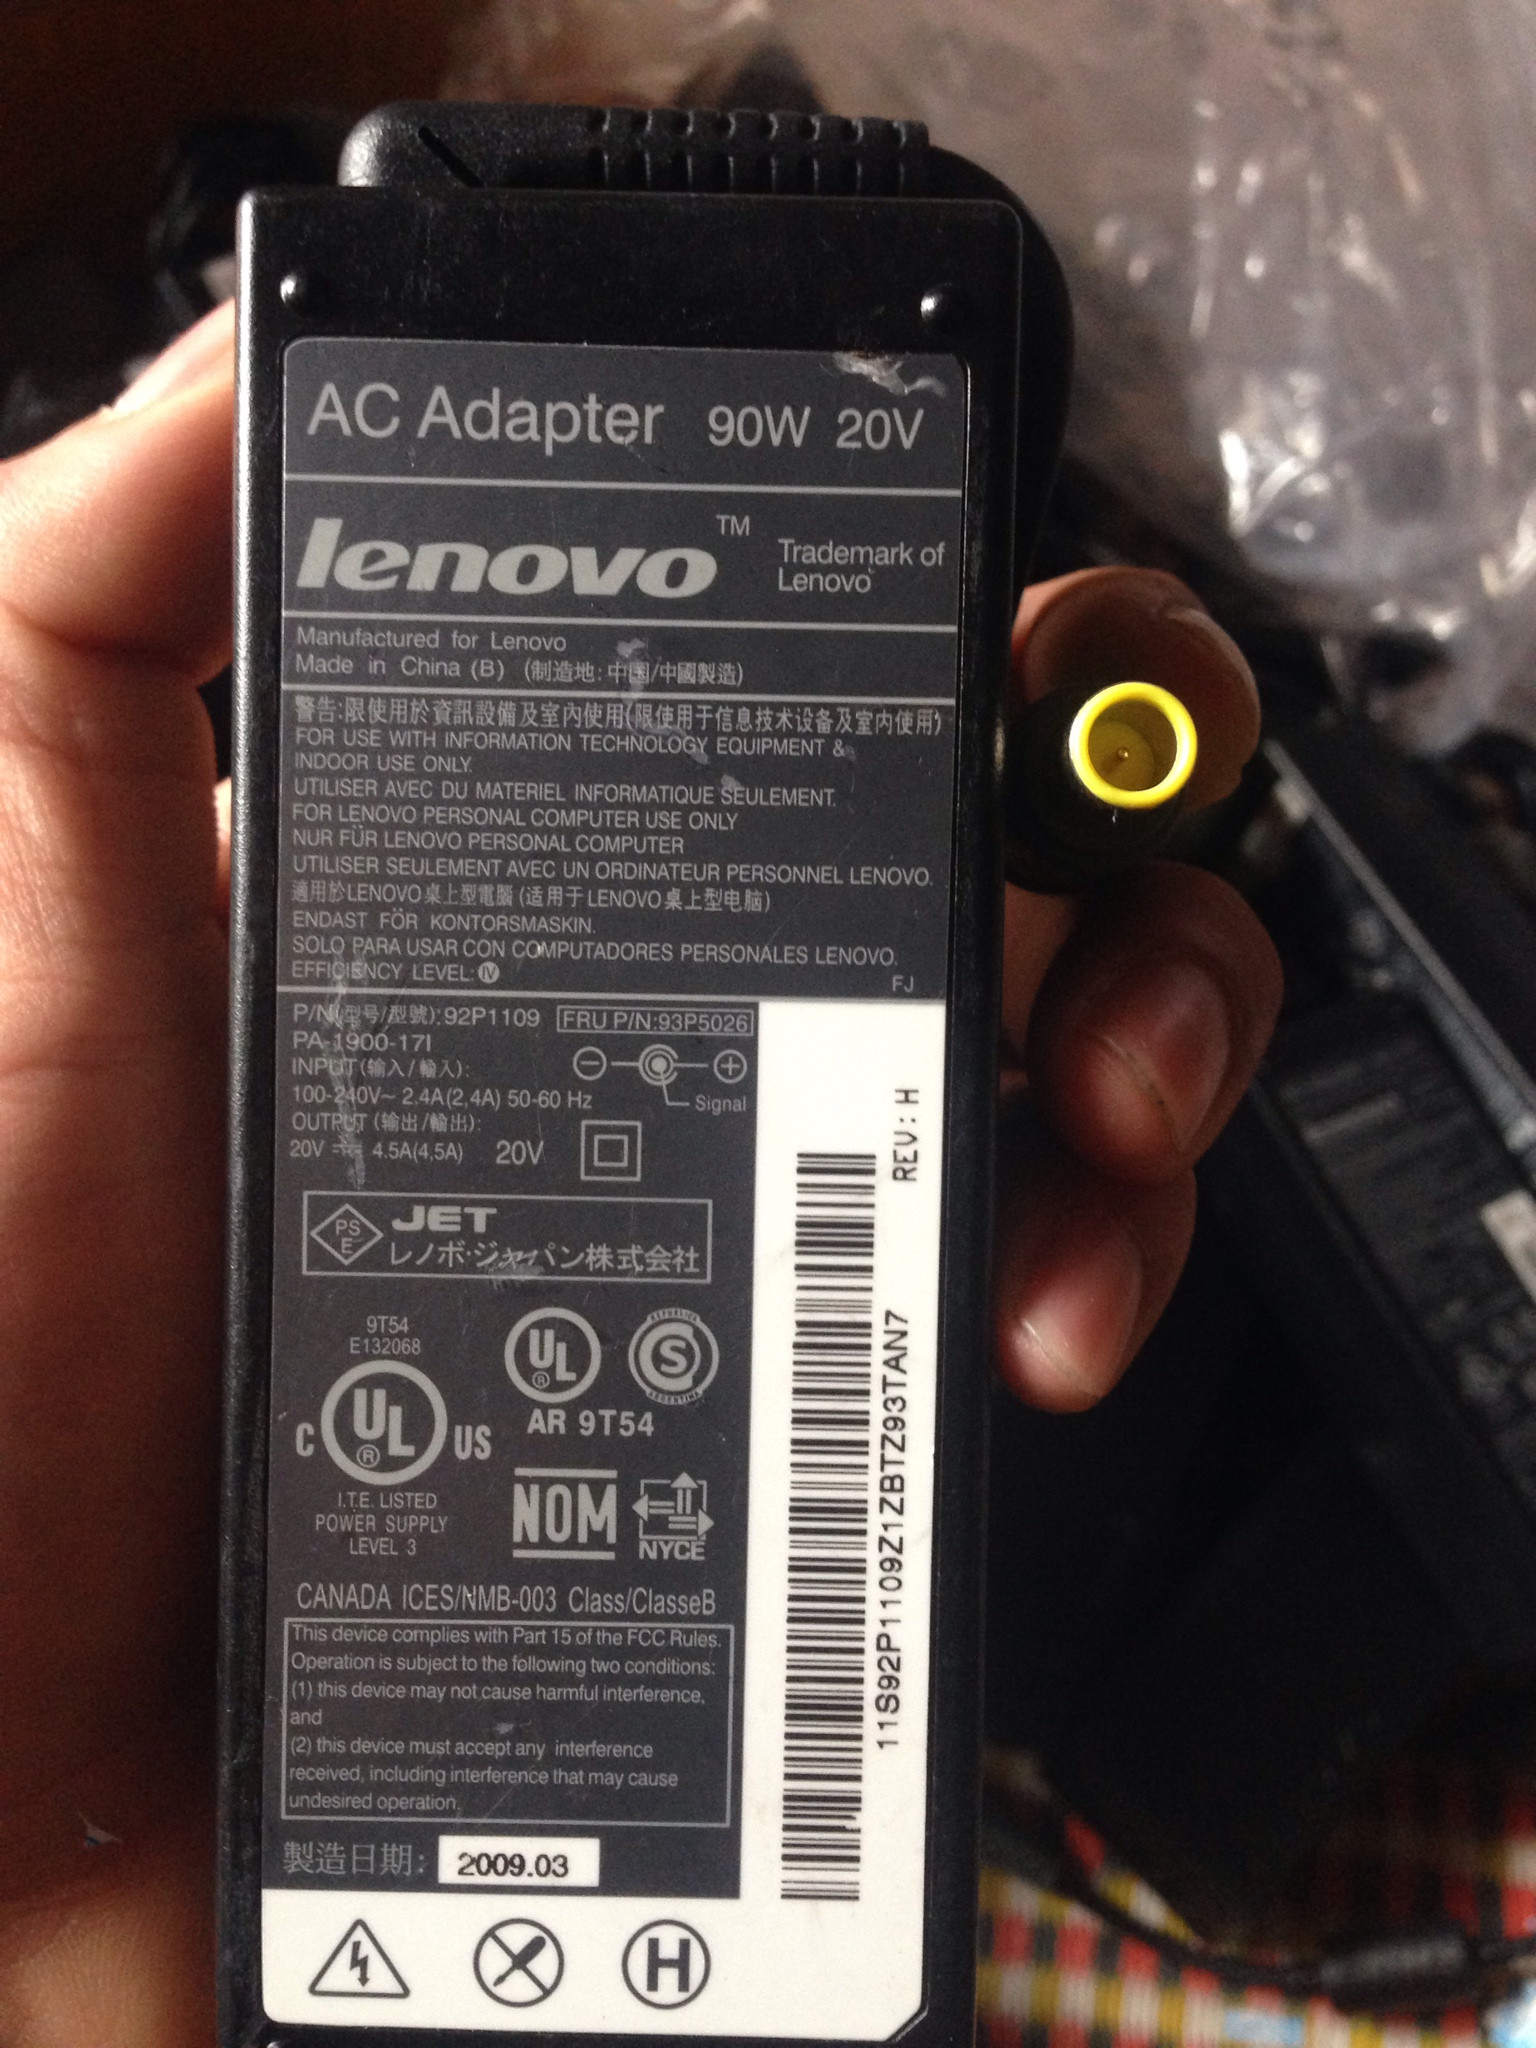 AC Adapter 90W 20V
lenovo TM
Trademark of
Lenovo
Manufactured for Lenovo
Made in China (B) (制造地: 中国/中國製造)
警告:限使用於資訊設備及室內使用(限使用于信息技术设备及室内使用)
FOR USE WITH INFORMATION TECHNOLOGY EQUIPMENT &
INDOOR USE ONLY.
UTILISER AVEC DU MATERIEL INFORMATIQUE SEULEMENT.
FOR LENOVO PERSONAL COMPUTER USE ONLY
NUR FÜR LENOVO PERSONAL COMPUTER
UTILISER SEULEMENT AVEC UN ORDINATEUR PERSONNEL LENOVO.
適用於LENOVO桌上型電腦 (适用于LENOVO桌上型电脑)
ENDAST FÖR KONTORSMASKIN.
SOLO PARA USAR CON COMPUTADORES PERSONALES LENOVO.
EFFICIENCY LEVEL: IV
FJ
P/N(型号/型號): 92P1109 FRU P/N:93P5026
PA-1900-17I
INPUT(输入/輸入):
100-240V~ 2.4A(2,4A) 50-60 Hz
Signal
OUTPUT (输出/輸出):
20V 4.5A(4,5A) 20V
PS
E
JET
レノボ・ジャパン株式会社
9T54
E132068
C UL ® US
I.T.E. LISTED
POWER SUPPLY
LEVEL 3
UL ®
AR 9T54
REPUBLICA
S
ARGENTINA
NOM
NYCE
CANADA ICES/NMB-003 Class/ClasseB
This device complies with Part 15 of the FCC Rules.
Operation is subject to the following two conditions:
(1) this device may not cause harmful interference,
and
(2) this device must accept any interference
received, including interference that may cause
undesired operation.
製造日期: 2009.03
REV: H
11S92P1109Z1ZBTZ93TAN7
H